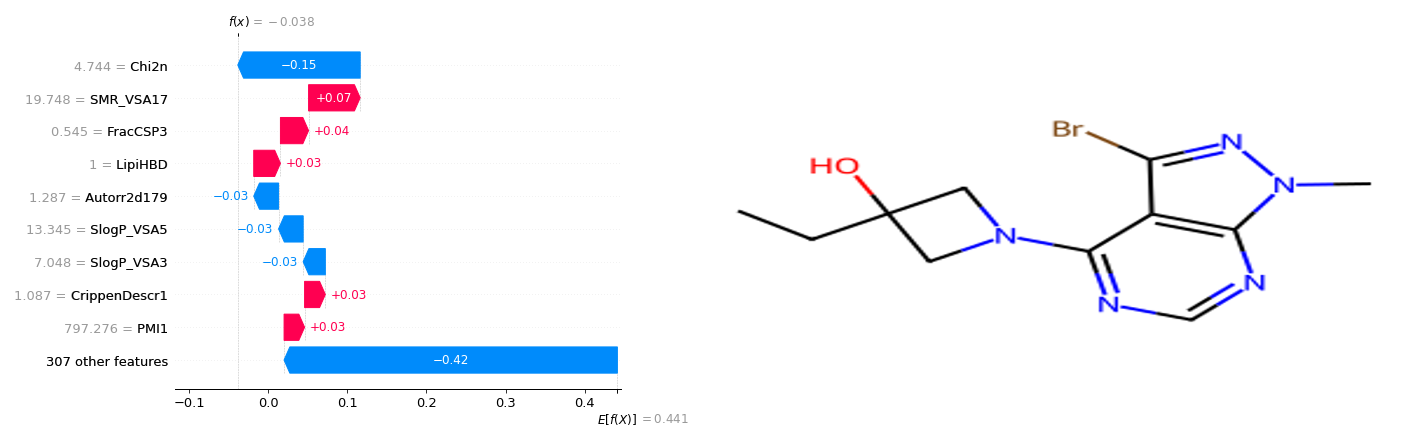 f(x) = −0.038
4.744 = Chi2n
−0.15
19.748 = SMR_VSA17
+0.07
0.545 = FracCSP3
+0.04
1 = LipiHBD
+0.03
1.287 = Autorr2d179
−0.03
13.345 = SlogP_VSA5
−0.03
7.048 = SlogP_VSA3
−0.03
1.087 = CrippenDescr1
+0.03
797.276 = PMI1
+0.03
307 other features
−0.42
−0.1 0.0 0.1 0.2 0.3 0.4
E[f(X)] = 0.441
Br
N
HO
N
N
N
N